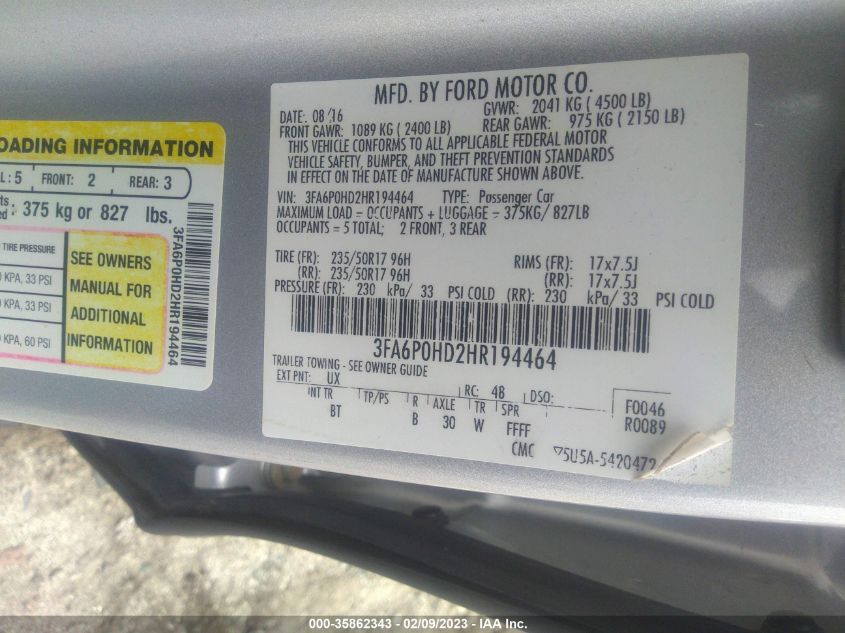 OADING INFORMATION
L : 5 FRONT: 2 REAR: 3
375 kg or 827 lbs.
TIRE PRESSURE
KPA, 33 PSI
KPA, 33 PSI
KPA, 60 PSI
SEE OWNERS
MANUAL FOR
ADDITIONAL
INFORMATION
3FA6P0HD2HR194464
MFD. BY FORD MOTOR CO.
DATE: 08/16 GVWR: 2041 KG ( 4500 LB)
FRONT GAWR: 1089 KG ( 2400 LB) REAR GAWR: 975 KG ( 2150 LB)
THIS VEHICLE CONFORMS TO ALL APPLICABLE FEDERAL MOTOR
VEHICLE SAFETY, BUMPER, AND THEFT PREVENTION STANDARDS
IN EFFECT ON THE DATE OF MANUFACTURE SHOWN ABOVE.
VIN: 3FA6P0HD2HR194464 TYPE: Passenger Car
MAXIMUM LOAD = OCCUPANTS + LUGGAGE = 375KG/ 827LB
OCCUPANTS = 5 TOTAL; 2 FRONT, 3 REAR
TIRE (FR): 235/50R17 96H RIMS (FR): 17x7.5J
(RR): 235/50R17 96H (RR): 17x7.5J
PRESSURE (FR): 230 kPa/ 33 PSI COLD (RR): 230 kPa/ 33 PSI COLD
3FA6P0HD2HR194464
TRAILER TOWING - SEE OWNER GUIDE
EXT PNT: UX RC: 48 DSO:
INT TR TP/PS R AXLE TR SPR F0046
BT B 30 W FFFF R0089
CMC 5U5A-5420472
000-35862343 - 02/09/2023 - IAA Inc.